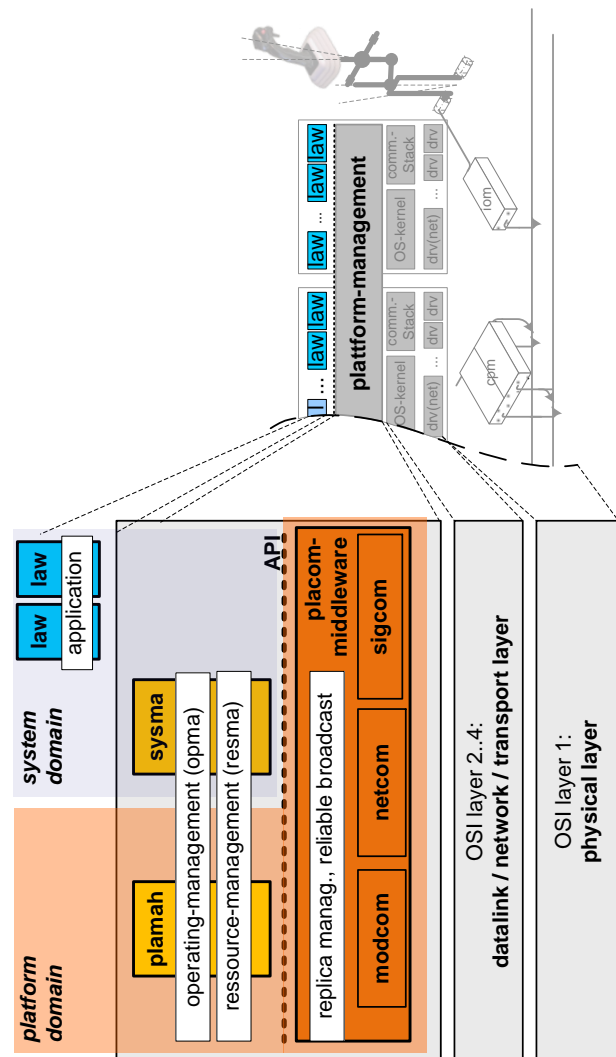 platform
domain
system
domain
law
law
application
plamah
sysma
operating-management (opma)
ressource-management (resma)
API
placom-
middleware
replica manag., reliable broadcast
modcom
netcom
sigcom
OSI layer 2..4:
datalink / network / transport layer
OSI layer 1:
physical layer
l ... law law
law ... law law
plattform-management
OS-kernel
comm.-
Stack
OS-kernel
comm.-
Stack
drv(net) ... drv drv
drv(net) ... drv drv
cpm
iom